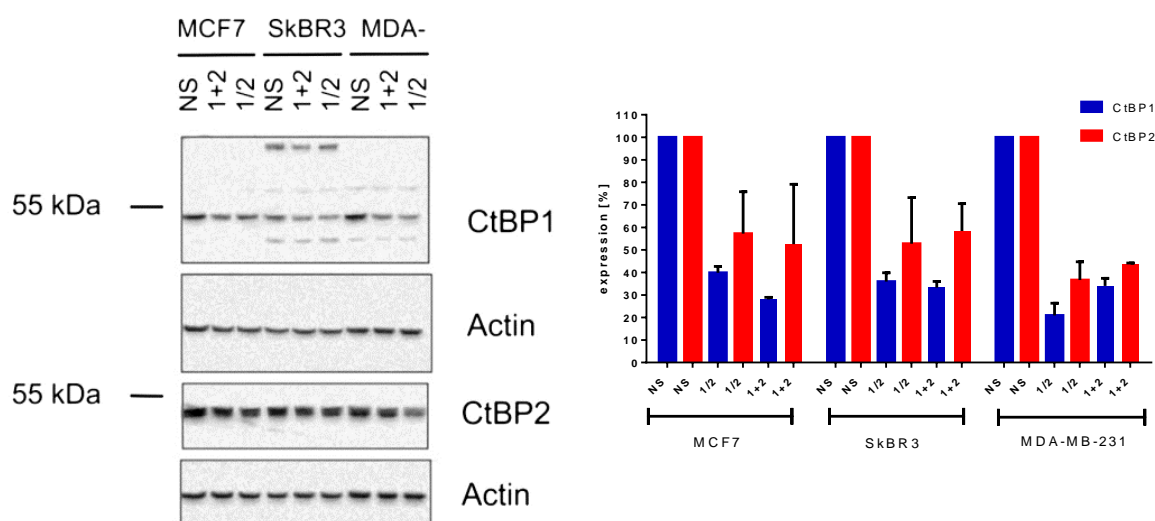 MCF7 SkBR3 MDA-
NS 1+2 1/2 NS 1+2 1/2 NS 1+2 1/2
55 kDa
CtBP1
Actin
55 kDa
CtBP2
Actin
CtBP1
CtBP2
expression [%]
110
100
90
80
70
60
50
40
30
20
10
0
NS NS 1/2 1/2 1+2 1+2 NS NS 1/2 1/2 1+2 1+2 NS NS 1/2 1/2 1+2 1+2
MCF7 SkBR3 MDA-MB-231